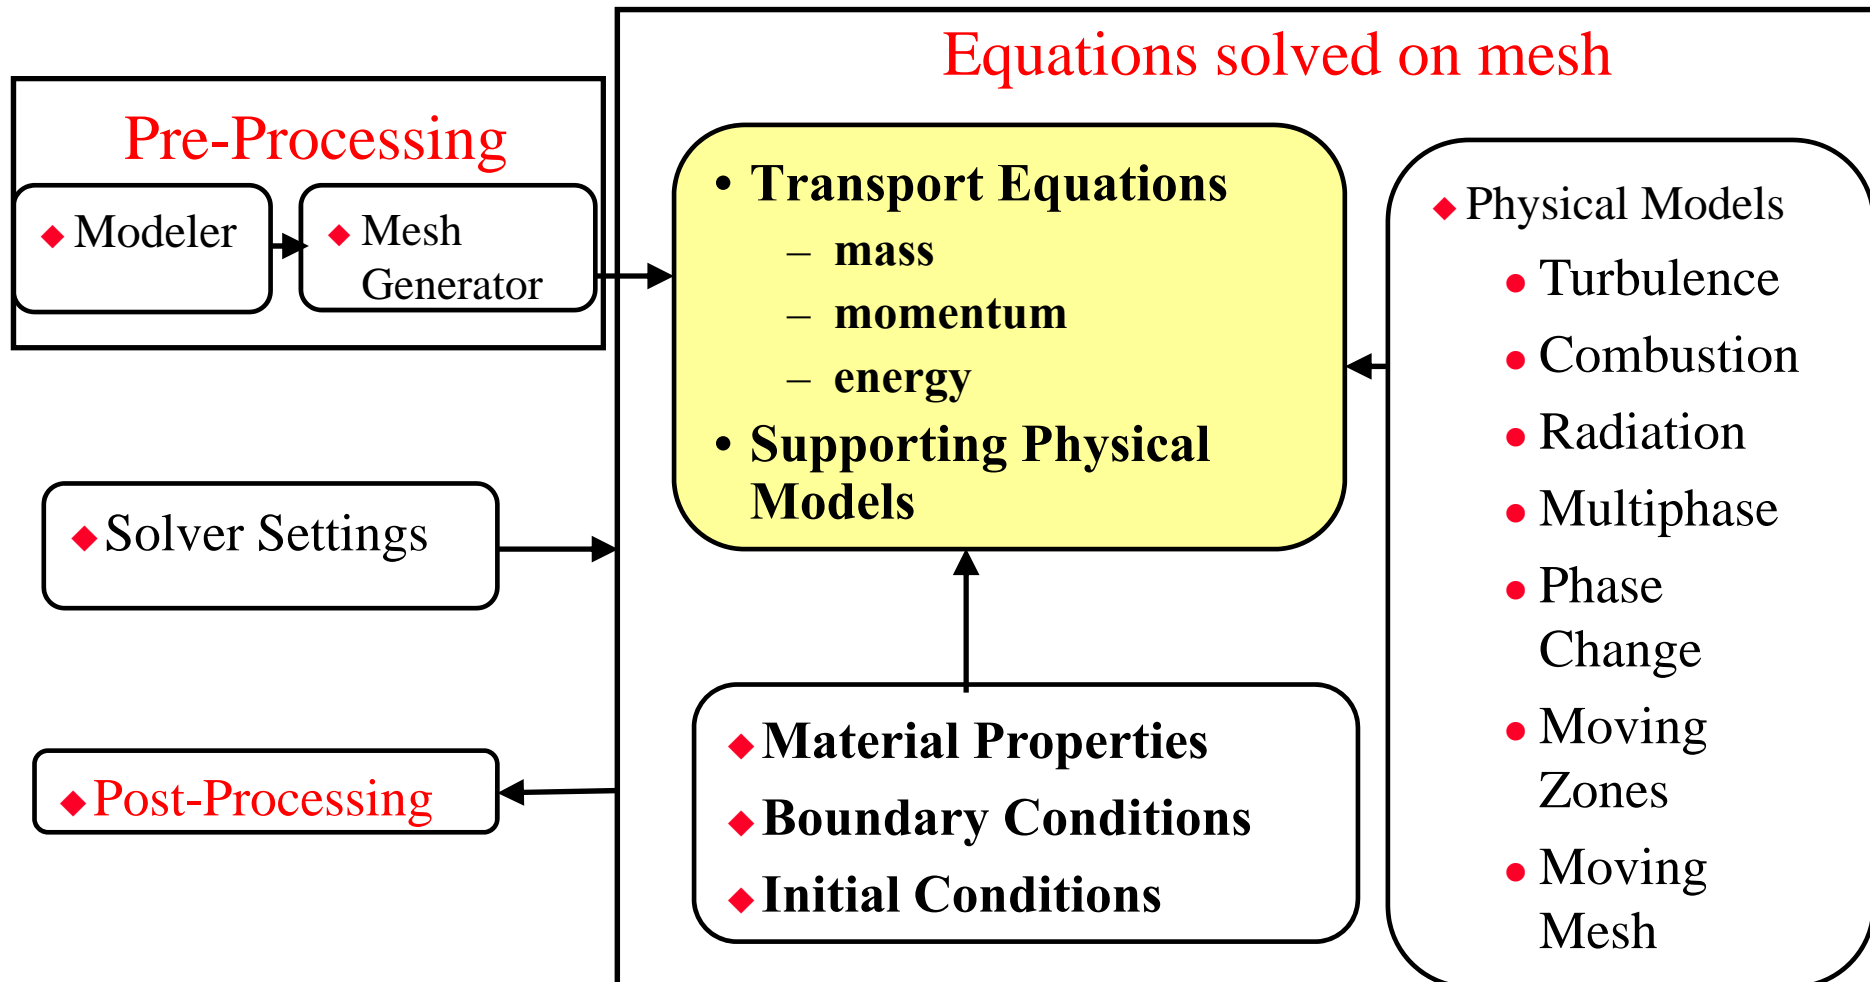 Equations solved on mesh
Pre-Processing
◆ Modeler
◆ Mesh
Generator
• Transport Equations
– mass
– momentum
– energy
• Supporting Physical
Models
◆ Physical Models
● Turbulence
● Combustion
● Radiation
● Multiphase
● Phase
Change
● Moving
Zones
● Moving
Mesh
◆ Solver Settings
◆ Post-Processing
◆ Material Properties
◆ Boundary Conditions
◆ Initial Conditions